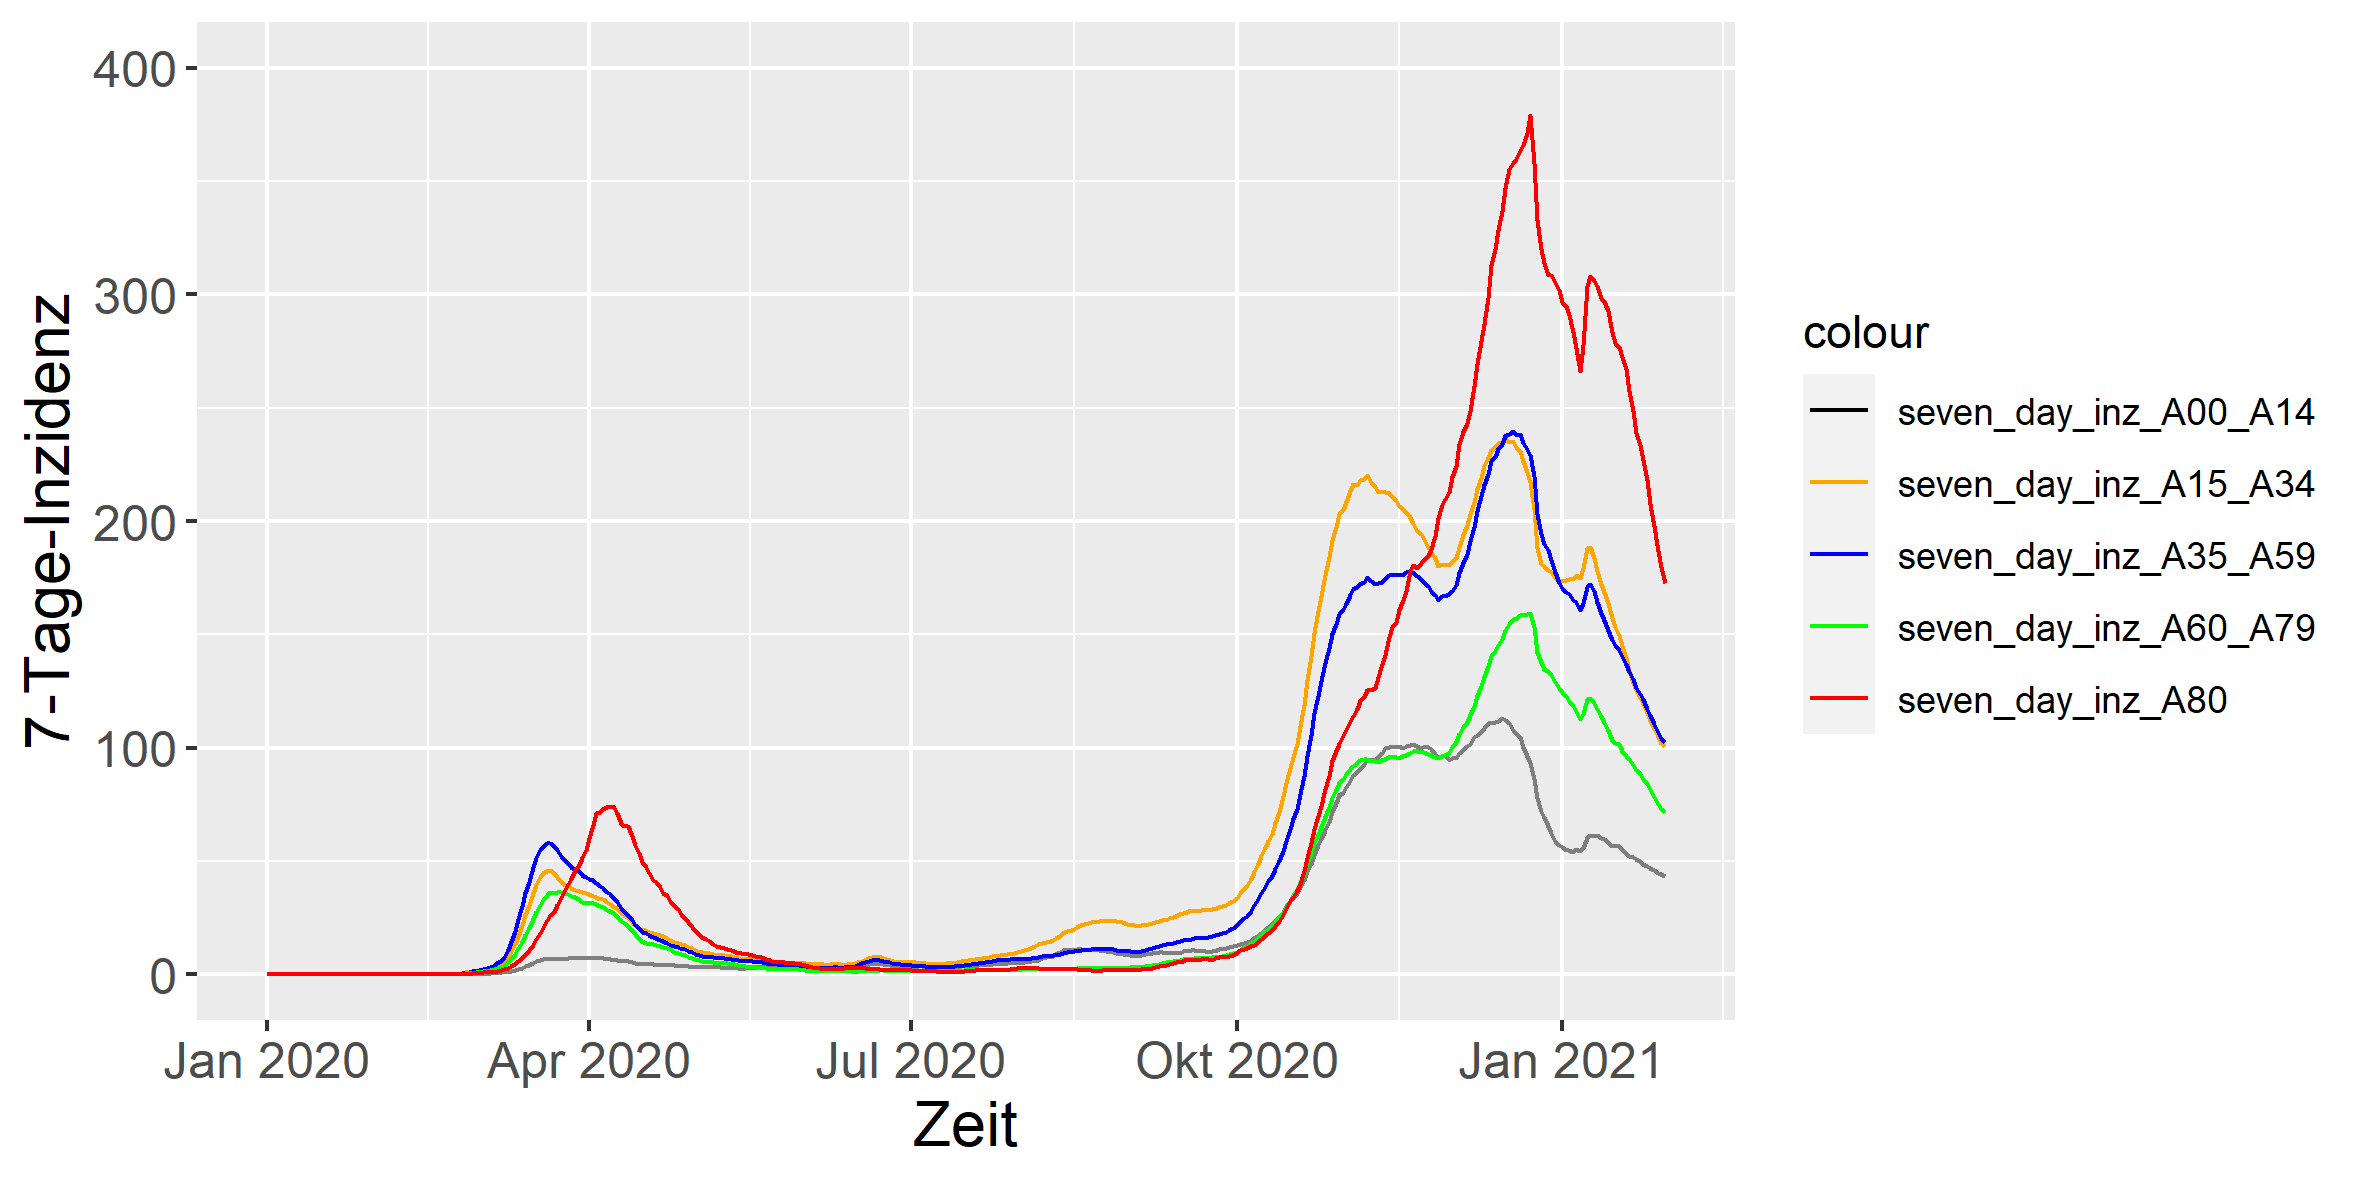 400
300
200
100
0
7-Tage-Inzidenz
Jan 2020
Apr 2020
Jul 2020
Okt 2020
Jan 2021
Zeit
colour
seven_day_inz_A00_A14
seven_day_inz_A15_A34
seven_day_inz_A35_A59
seven_day_inz_A60_A79
seven_day_inz_A80